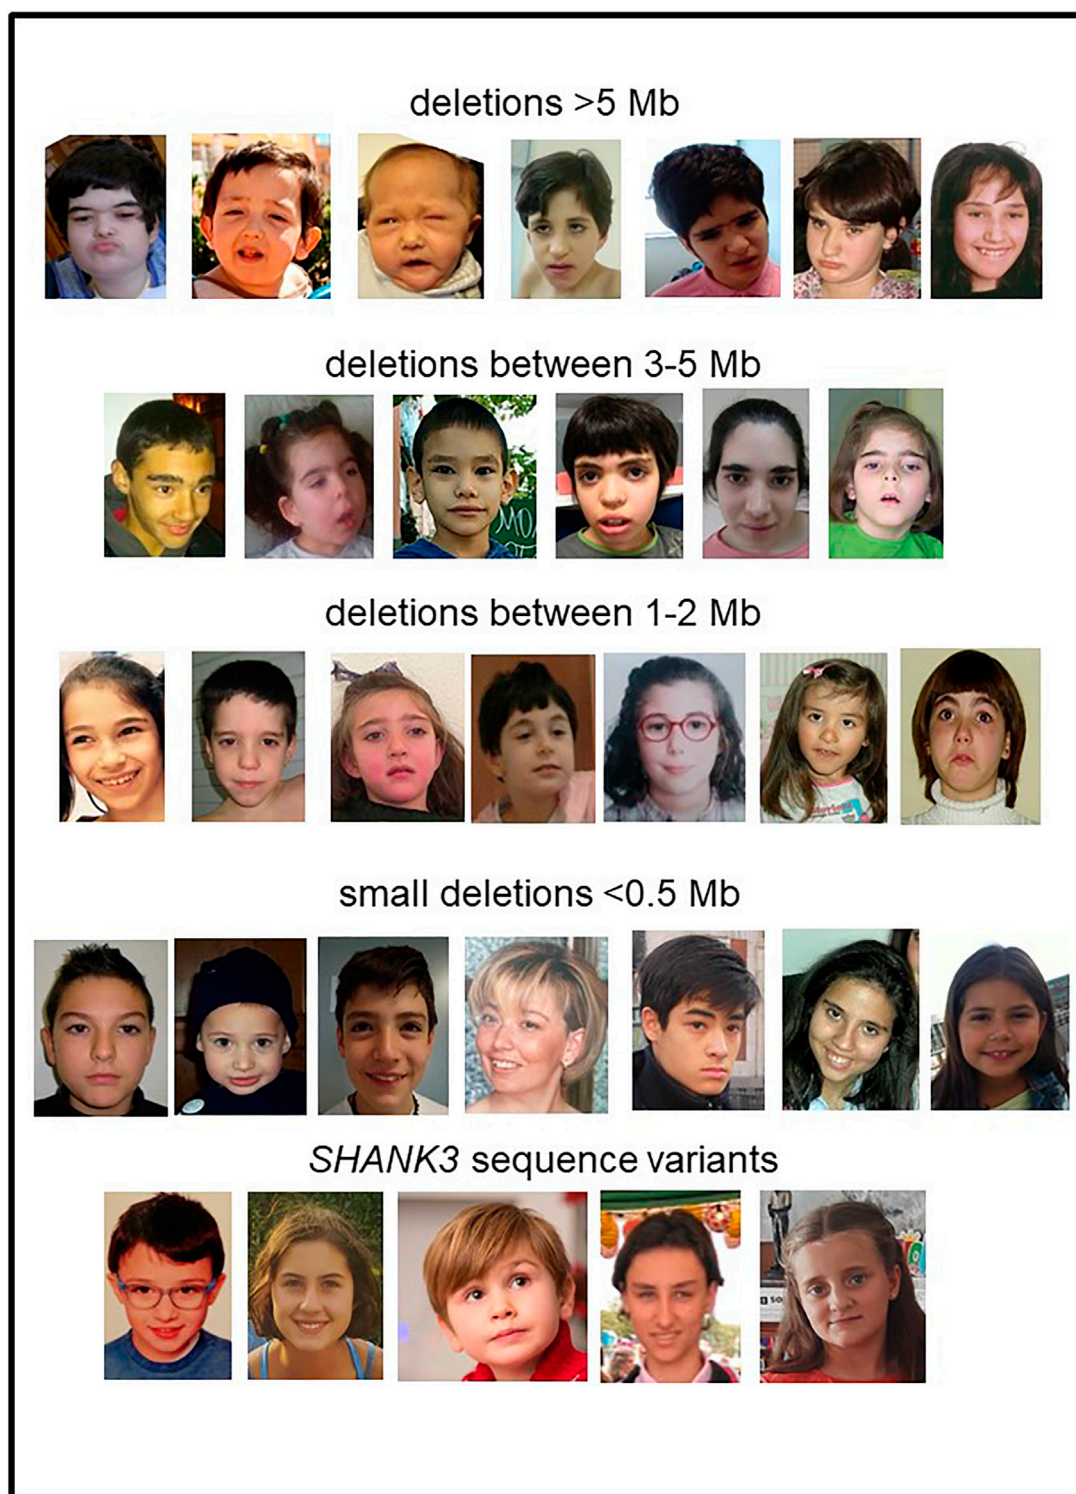 deletions >5 Mb
deletions between 3-5 Mb
deletions between 1-2 Mb
small deletions <0.5 Mb
SHANK3 sequence variants